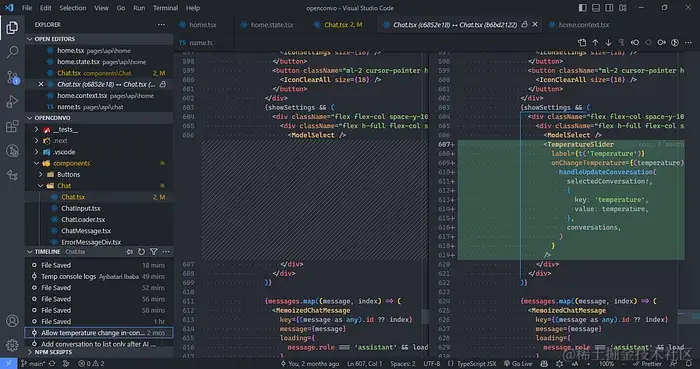 openconvo - Visual Studio Code
EXPLORER
home.tsx
home.state.tsx
Chat.tsx 2, M
Chat.tsx (c6852e18) ↔ Chat.tsx (b6bd2122)
home.context.tsx
name.ts
OPEN EDITORS
home.tsx pages\api\home
home.state.tsx pages\api\home
Chat.tsx components\Chat 2, M
Chat.tsx (c6852e18) ↔ Chat.tsx (...
home.context.tsx pages\api\home
name.ts pages\api\chat
OPENCONVO
__tests__
.next
.vscode
components
Buttons
Chat
Chat.tsx 2, M
ChatInput.tsx
ChatLoader.tsx
ChatMessage.tsx
ErrorMessageDiv.tsx
TIMELINE Chat.tsx
File Saved 18 mins
Temp console logs Ayibatari Ibaba 49 mins
File Saved 52 mins
File Saved 56 mins
File Saved 58 mins
File Saved 1 hr
Allow temperature change in-con... 2 mos
Add conversation to list only after AI ...
NPM SCRIPTS
597 <IconSettings size={18} />
598 </button>
599 <button className="ml-2 cursor-pointer h
600 <IconClearAll size={18} />
601 </button>
602 </div>
603 {showSettings && (
604 <div className="flex flex-col space-y-10
605 <div className="flex h-full flex-col s
606 <ModelSelect />
607 </div>
608 </div>
609 )}
610
611 {messages.map((message, index) => (
612 <MemoizedChatMessage
613 key={(message as any).id ?? index}
614 message={message}
615 loading={
616 message.role === 'assistant' && load
<IconSettings size={18} />
598 </button>
599 <button className="ml-2 cursor-pointer h
600 <IconClearAll size={18} />
601 </button>
602 </div>
603 {showSettings && (
604 <div className="flex flex-col space-y-10
605 <div className="flex h-full flex-col s
606 <ModelSelect />
607+ <TemperatureSlider
608+ label={t('Temperature')}
609+ onChangeTemperature={(temperature)
610+ handleUpdateConversation(
611+ selectedConversation!,
612+ {
613+ key: 'temperature',
614+ value: temperature,
615+ },
616+ conversations,
617+ )
618+ }
619+ />
620 </div>
621 </div>
622 )}
623
624 {messages.map((message, index) => (
625 <MemoizedChatMessage
626 key={(message as any).id ?? index}
627 message={message}
628 loading={
629 message.role === 'assistant' && load
main*
0 2
You, 2 months ago
Ln 607, Col 1
Spaces: 2
UTF-8
TypeScript JSX
Go Live
100%
Prettier
@稀土掘金技术社区